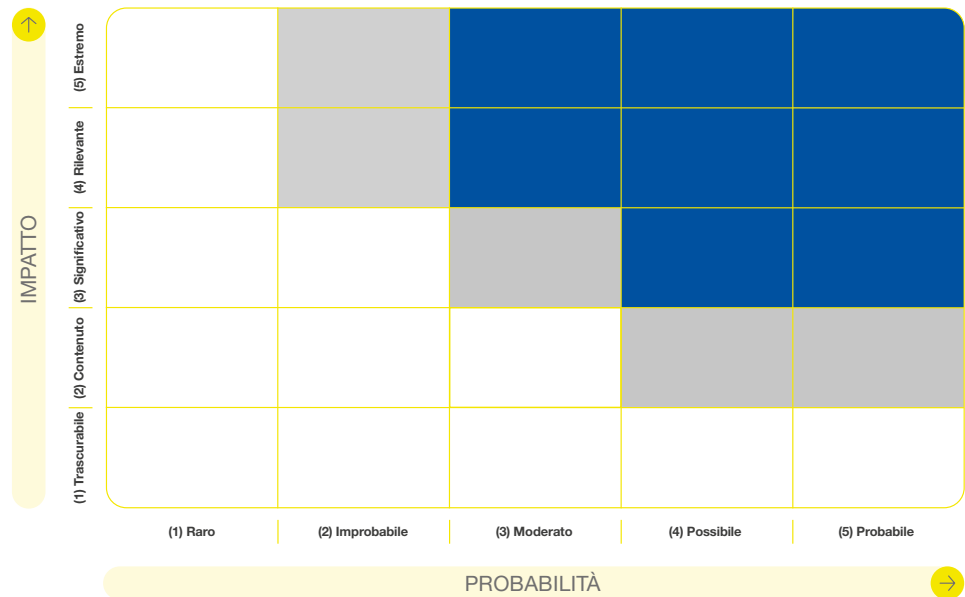 IMPATTO
(5) Estremo
(4) Rilevante
(3) Significativo
(2) Contenuto
(1) Trascurabile
(1) Raro
(2) Improbabile
(3) Moderato
(4) Possibile
(5) Probabile
PROBABILITÀ